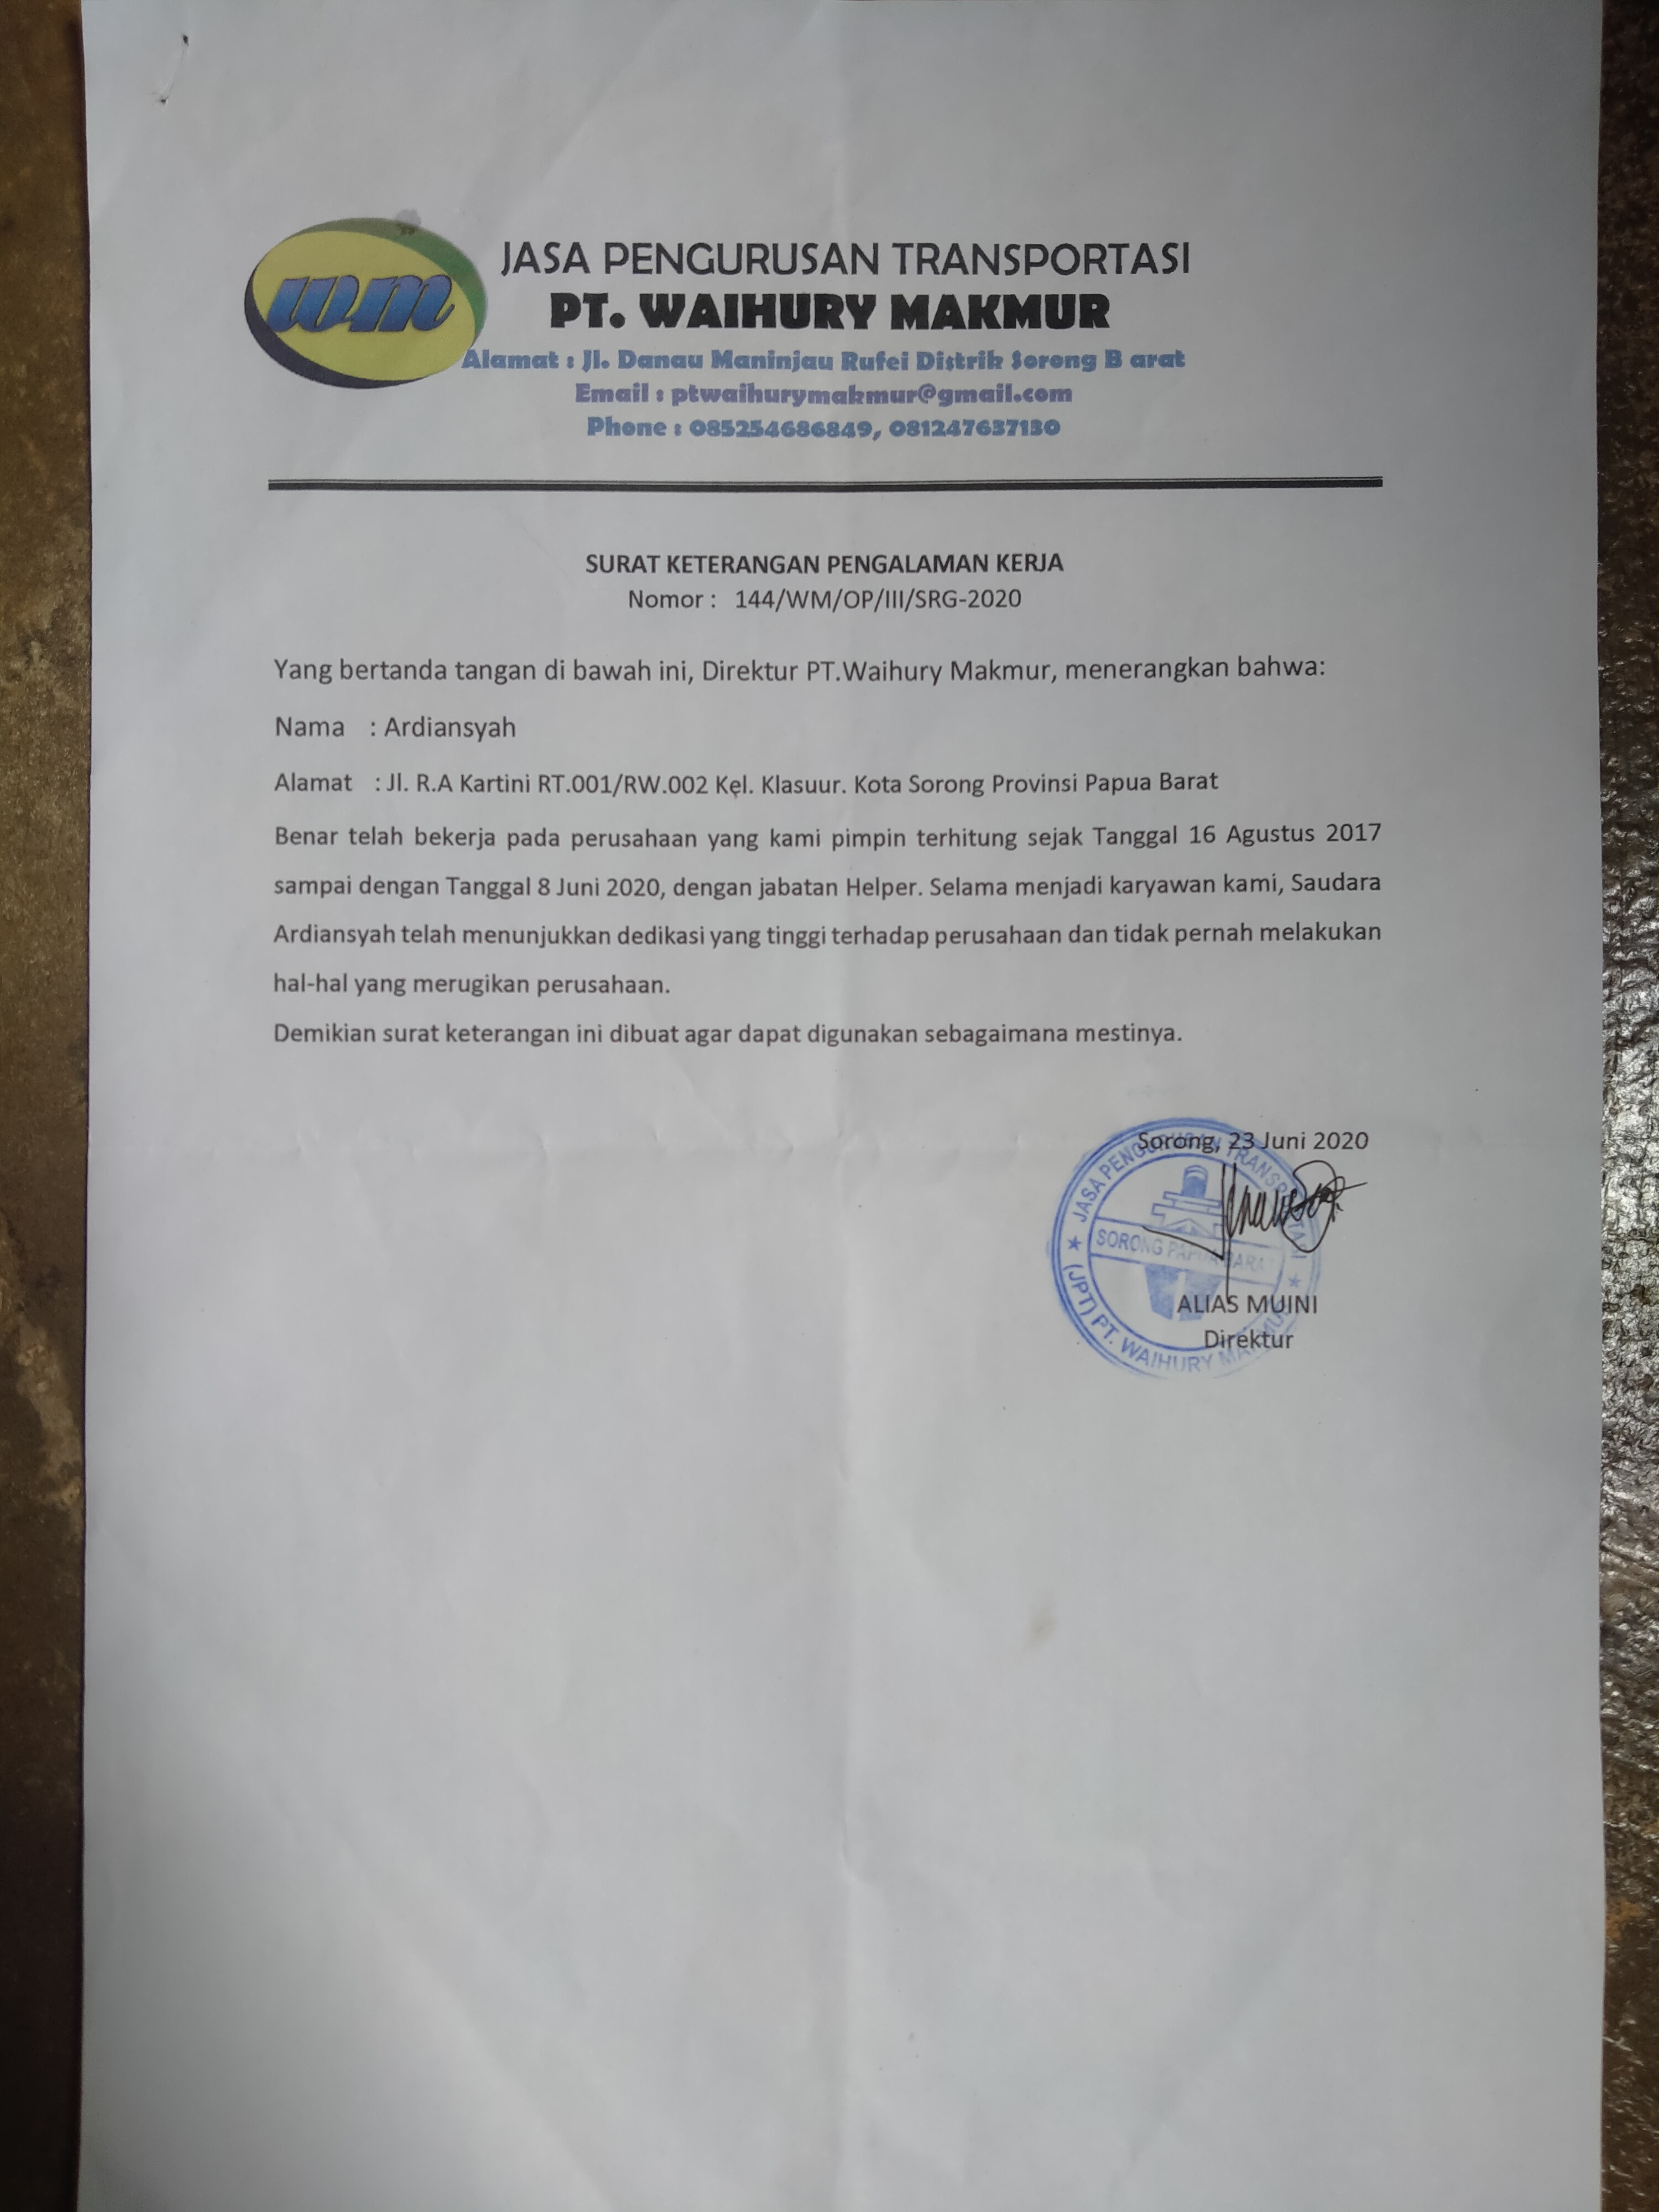 wm
JASA PENGURUSAN TRANSPORTASI
PT. WAIHURY MAKMUR
Alamat : Jl. Danau Maninjau Rufei Distrik Sorong B arat
Email : ptwaihurymakmur@gmail.com
Phone : 085254686849, 081247637130
SURAT KETERANGAN PENGALAMAN KERJA
Nomor : 144/WM/OP/III/SRG-2020
Yang bertanda tangan di bawah ini, Direktur PT.Waihury Makmur, menerangkan bahwa:
Nama : Ardiansyah
Alamat : Jl. R.A Kartini RT.001/RW.002 Kel. Klasuur. Kota Sorong Provinsi Papua Barat
Benar telah bekerja pada perusahaan yang kami pimpin terhitung sejak Tanggal 16 Agustus 2017
sampai dengan Tanggal 8 Juni 2020, dengan jabatan Helper. Selama menjadi karyawan kami, Saudara
Ardiansyah telah menunjukkan dedikasi yang tinggi terhadap perusahaan dan tidak pernah melakukan
hal-hal yang merugikan perusahaan.
Demikian surat keterangan ini dibuat agar dapat digunakan sebagaimana mestinya.
Sorong, 23 Juni 2020
JASA PENGURUSAN TRANSPORTASI
SORONG PAPUA BARA
(JPT) PT. WAIHURY MAKMUR
ALIAS MUINI
Direktur